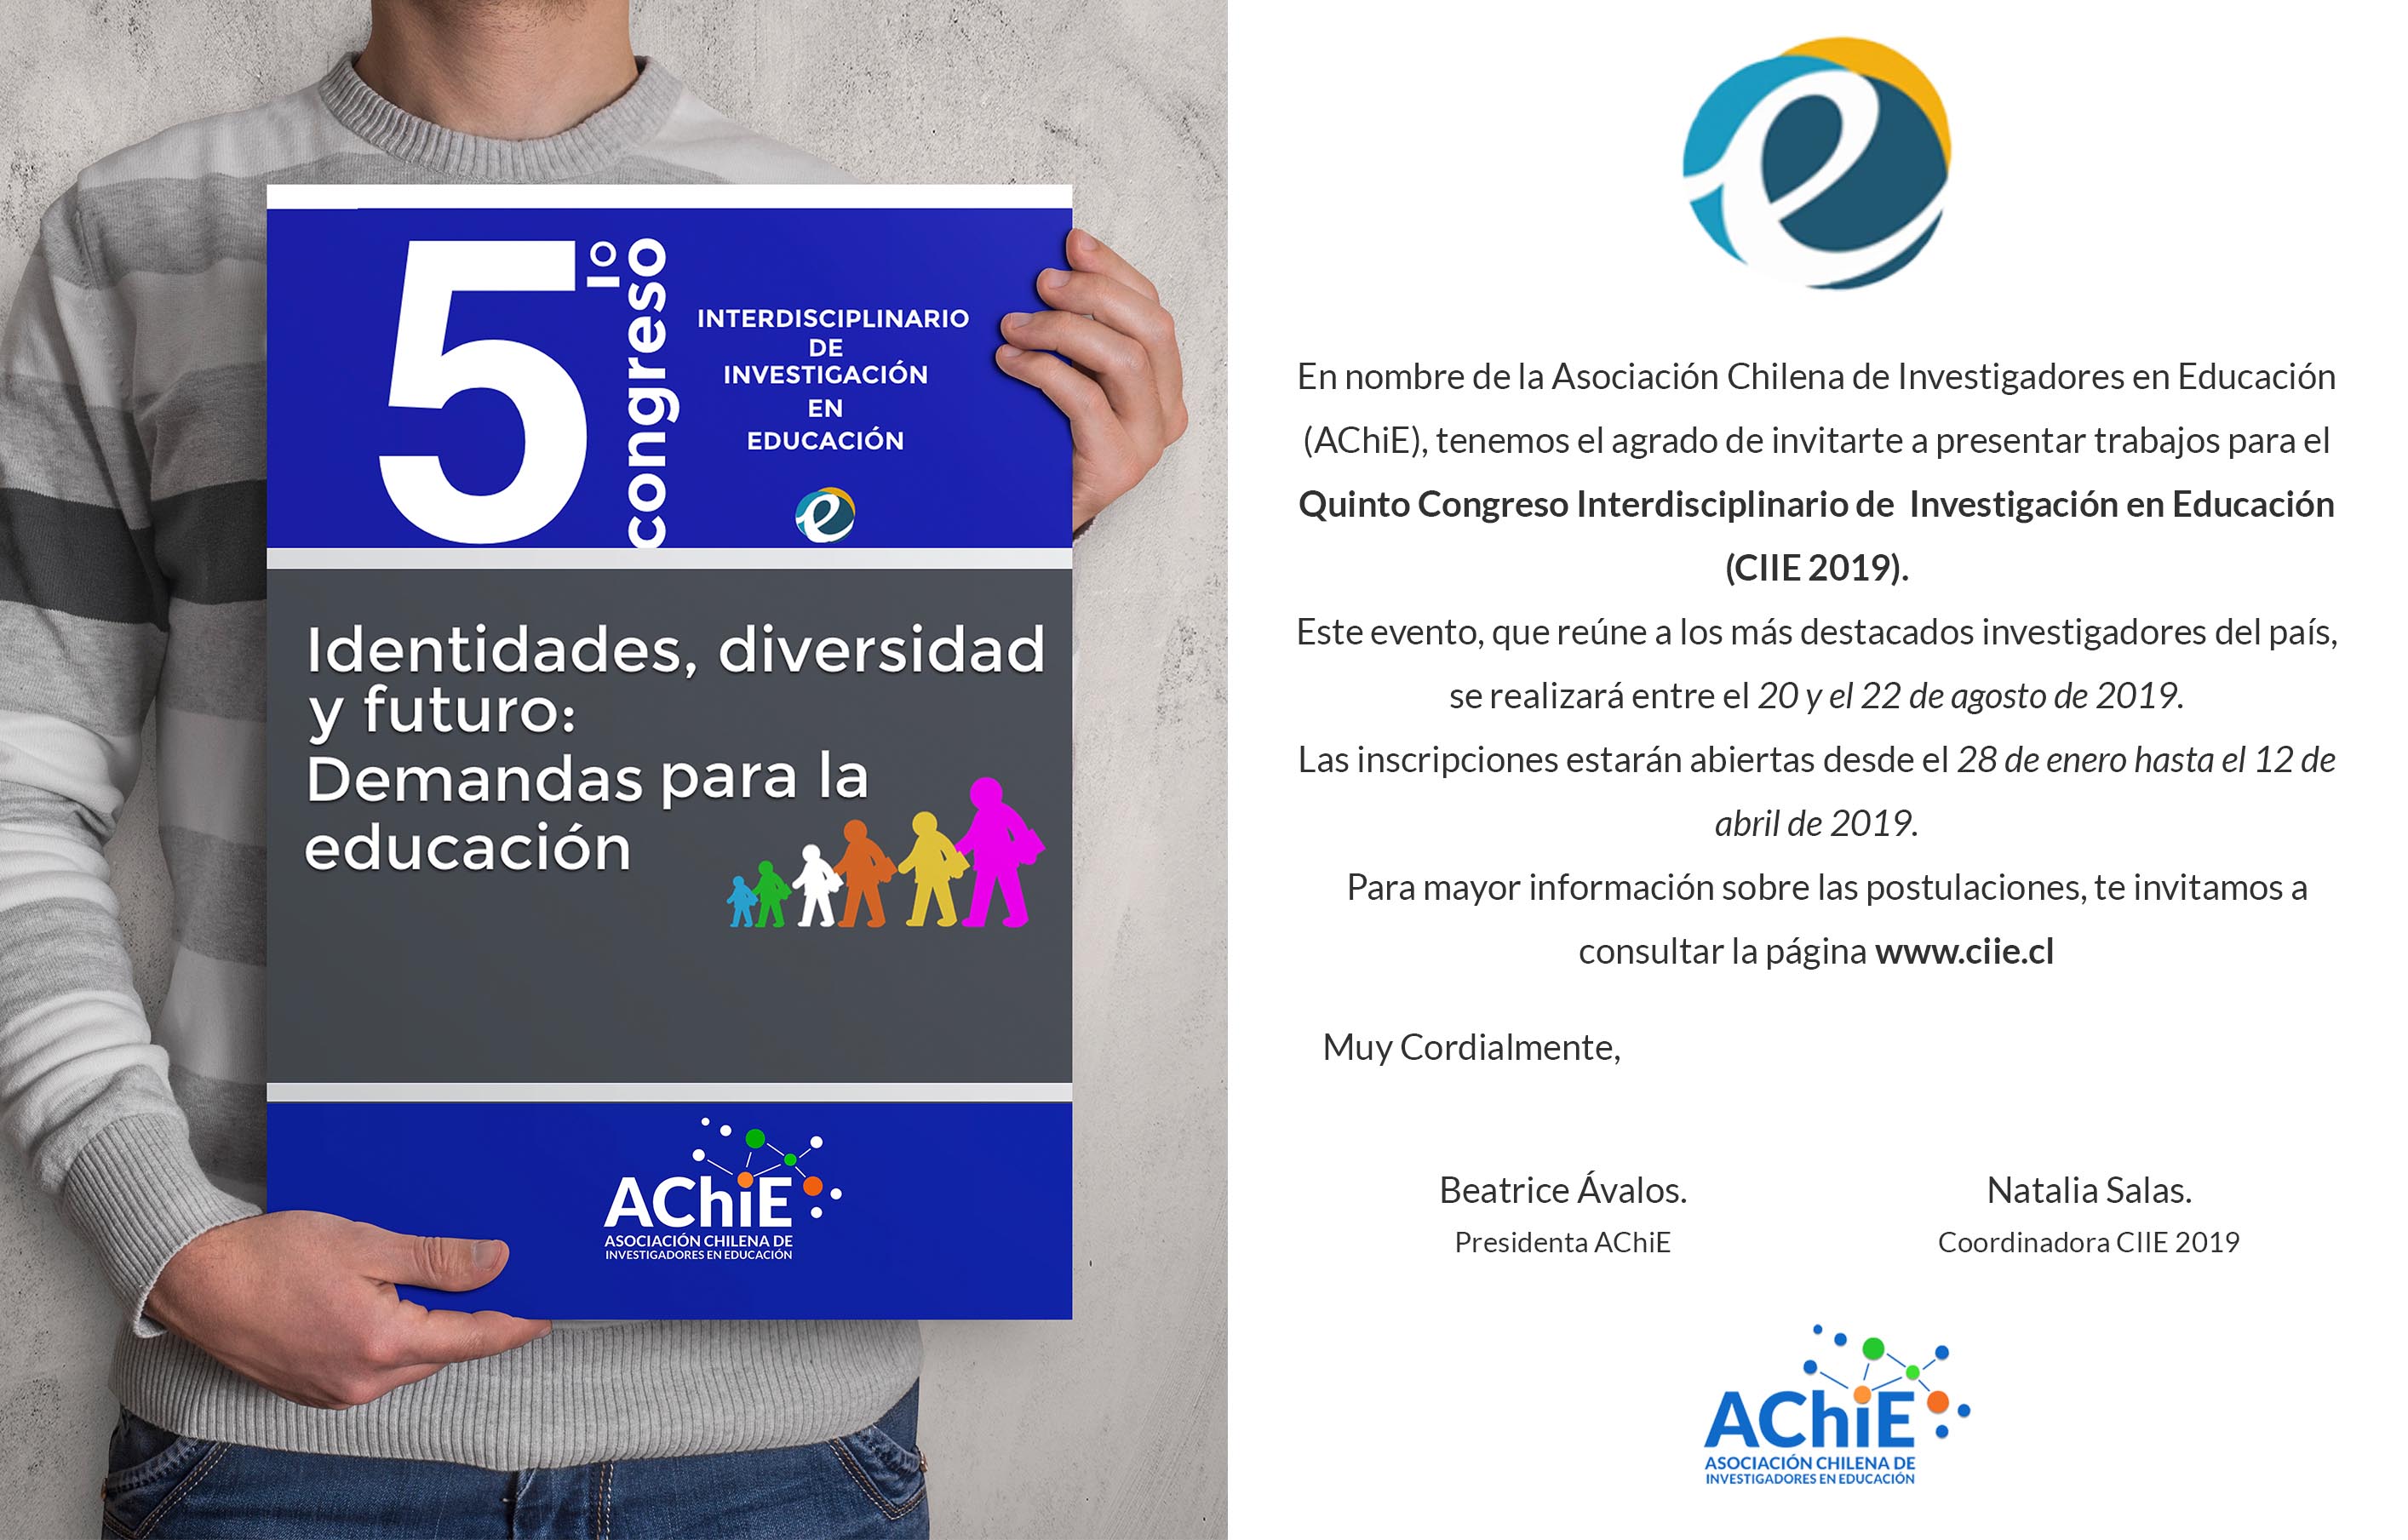 5º
congreso
INTERDISCIPLINARIO
DE
INVESTIGACIÓN
EN
EDUCACIÓN
e
Identidades, diversidad
y futuro:
Demandas para la
educación
AChiE
ASOCIACIÓN CHILENA DE
INVESTIGADORES EN EDUCACIÓN
e
En nombre de la Asociación Chilena de Investigadores en Educación
(AChiE), tenemos el agrado de invitarte a presentar trabajos para el
Quinto Congreso Interdisciplinario de Investigación en Educación
(CIIE 2019).
Este evento, que reúne a los más destacados investigadores del país,
se realizará entre el 20 y el 22 de agosto de 2019.
Las inscripciones estarán abiertas desde el 28 de enero hasta el 12 de
abril de 2019.
Para mayor información sobre las postulaciones, te invitamos a
consultar la página www.ciie.cl
Muy Cordialmente,
Beatrice Ávalos.
Presidenta AChiE
Natalia Salas.
Coordinadora CIIE 2019
AChiE
ASOCIACIÓN CHILENA DE
INVESTIGADORES EN EDUCACIÓN